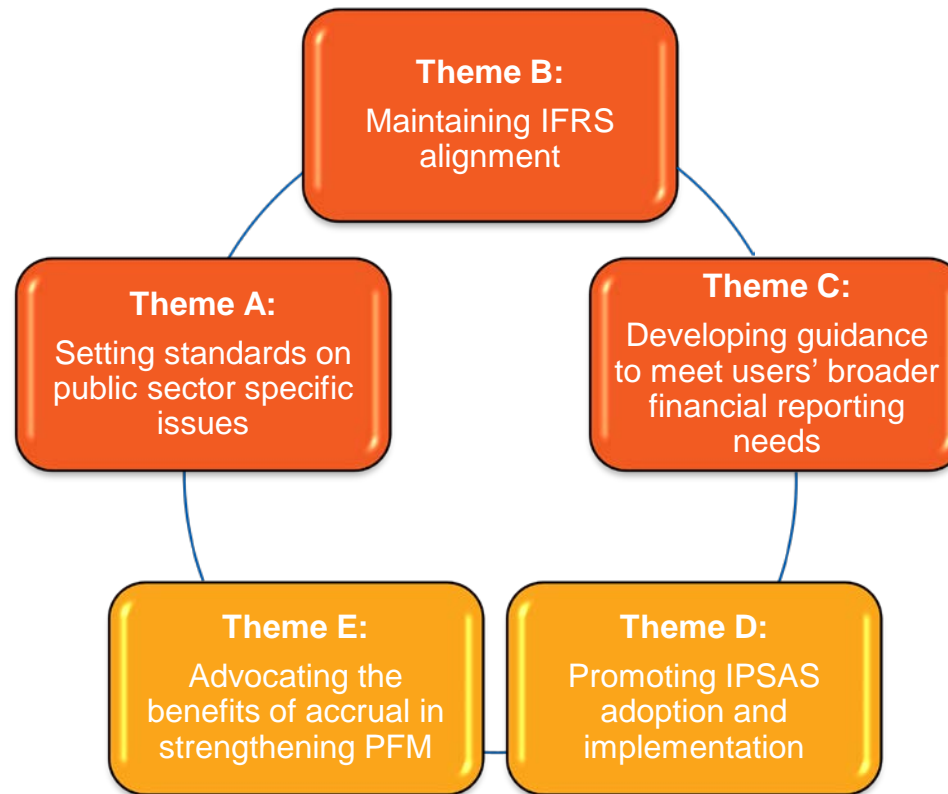 Theme B:
Maintaining IFRS
alignment
Theme A:
Setting standards on
public sector specific
issues
Theme C:
Developing guidance
to meet users’ broader
financial reporting
needs
Theme E:
Advocating the
benefits of accrual in
strengthening PFM
Theme D:
Promoting IPSAS
adoption and
implementation